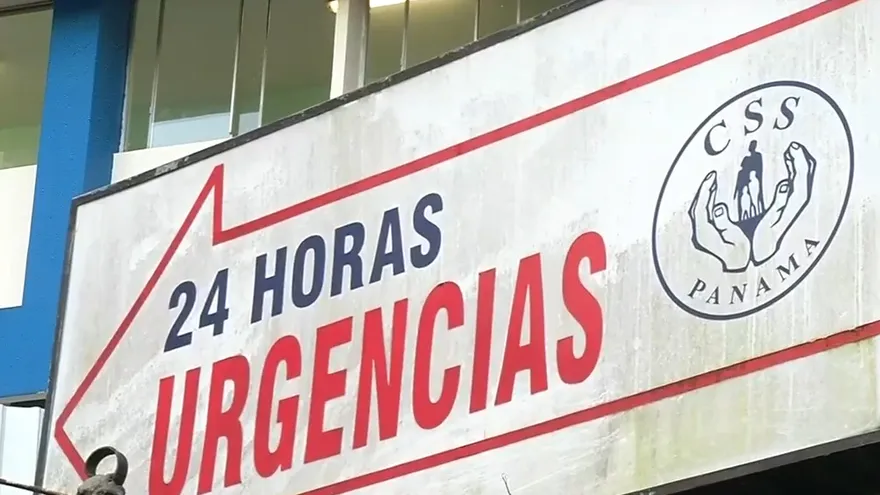 24 HORAS
URGENCIAS
CSS
PANAMA